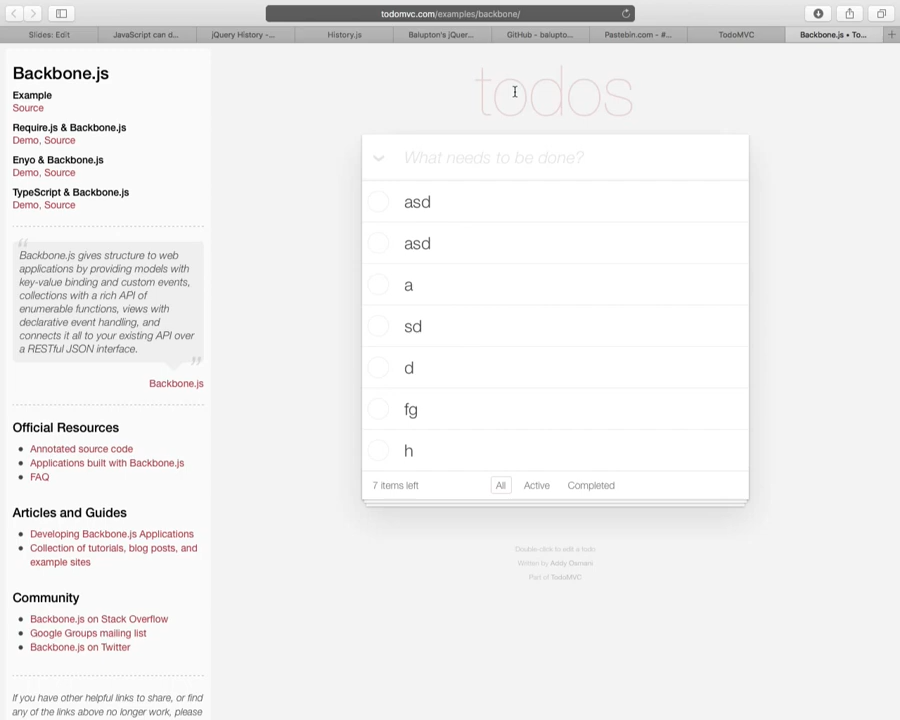 todomvc.com/examples/backbone/
Slides: Edit
JavaScript can d...
jQuery History -...
History.js
Balupton's jQuer...
GitHub - balupto...
Pastebin.com - #...
TodoMVC
Backbone.js • To...
Backbone.js
Example
Source
Require.js & Backbone.js
Demo, Source
Enyo & Backbone.js
Demo, Source
TypeScript & Backbone.js
Demo, Source
“
Backbone.js gives structure to web
applications by providing models with
key-value binding and custom events,
collections with a rich API of
enumerable functions, views with
declarative event handling, and
connects it all to your existing API over
a RESTful JSON interface.
”
Backbone.js
Official Resources
• Annotated source code
• Applications built with Backbone.js
• FAQ
Articles and Guides
• Developing Backbone.js Applications
• Collection of tutorials, blog posts, and
example sites
Community
• Backbone.js on Stack Overflow
• Google Groups mailing list
• Backbone.js on Twitter
If you have other helpful links to share, or find
any of the links above no longer work, please
todos
What needs to be done?
asd
asd
a
sd
d
fg
h
7 items left
All
Active
Completed
Double-click to edit a todo
Written by Addy Osmani
Part of TodoMVC